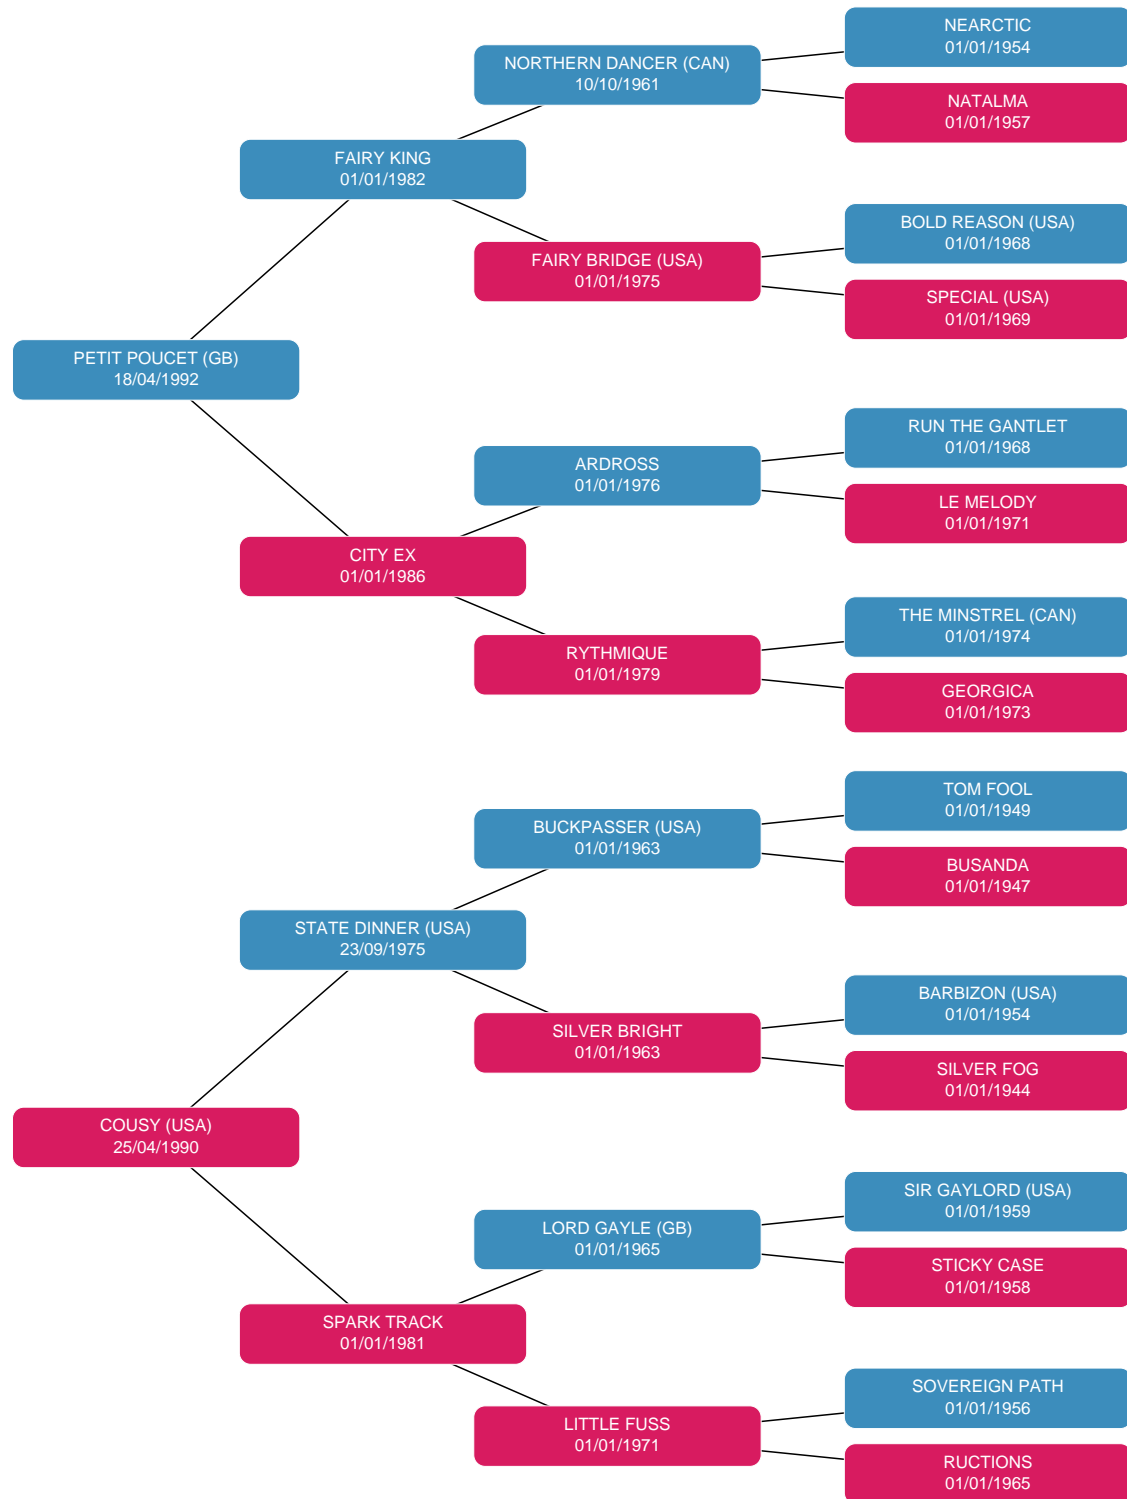 NEARCTIC
01/01/1954
NORTHERN DANCER (CAN)
10/10/1961
NATALMA
01/01/1957
FAIRY KING
01/01/1982
BOLD REASON (USA)
01/01/1968
FAIRY BRIDGE (USA)
01/01/1975
SPECIAL (USA)
01/01/1969
PETIT POUCET (GB)
18/04/1992
RUN THE GANTLET
01/01/1968
ARDROSS
01/01/1976
LE MELODY
01/01/1971
CITY EX
01/01/1986
THE MINSTREL (CAN)
01/01/1974
RYTHMIQUE
01/01/1979
GEORGICA
01/01/1973
TOM FOOL
01/01/1949
BUCKPASSER (USA)
01/01/1963
BUSANDA
01/01/1947
STATE DINNER (USA)
23/09/1975
BARBIZON (USA)
01/01/1954
SILVER BRIGHT
01/01/1963
SILVER FOG
01/01/1944
COUSY (USA)
25/04/1990
SIR GAYLORD (USA)
01/01/1959
LORD GAYLE (GB)
01/01/1965
STICKY CASE
01/01/1958
SPARK TRACK
01/01/1981
SOVEREIGN PATH
01/01/1956
LITTLE FUSS
01/01/1971
RUCTIONS
01/01/1965